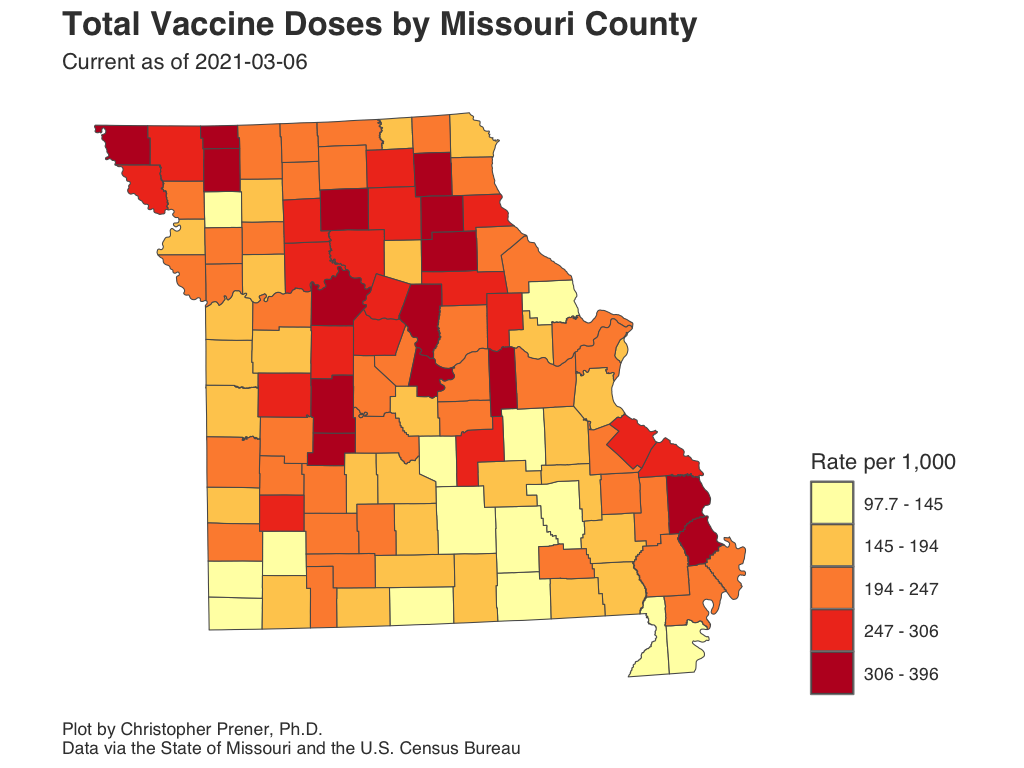 Total Vaccine Doses by Missouri County
Current as of 2021-03-06
Rate per 1,000
97.7 - 145
145 - 194
194 - 247
247 - 306
306 - 396
Plot by Christopher Prener, Ph.D.
Data via the State of Missouri and the U.S. Census Bureau